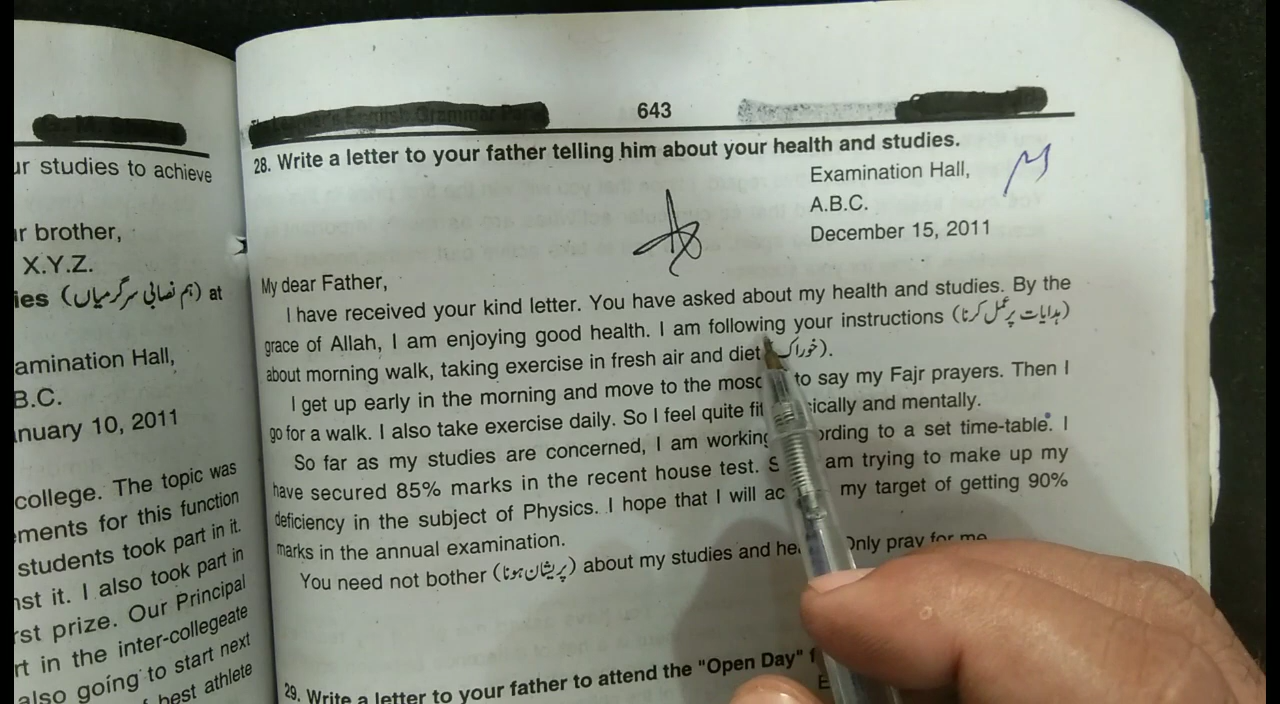 ur studies to achieve
ur brother,
X.Y.Z.
ies (ہم نصابی سرگرمیاں) at
amination Hall,
B.C.
nuary 10, 2011
college. The topic was
ements for this function
students took part in it.
nst it. I also took part in
rst prize. Our Principal
rt in the inter-collegeate
also going to start next
best athlete
643
28. Write a letter to your father telling him about your health and studies.
Examination Hall,
A.B.C.
December 15, 2011
My dear Father,
I have received your kind letter. You have asked about my health and studies. By the
grace of Allah, I am enjoying good health. I am following your instructions (ہدایات پر عمل کرنا)
about morning walk, taking exercise in fresh air and diet (خوراک).
I get up early in the morning and move to the mosq to say my Fajr prayers. Then I
go for a walk. I also take exercise daily. So I feel quite fit sically and mentally.
So far as my studies are concerned, I am working ording to a set time-table. I
have secured 85% marks in the recent house test. S am trying to make up my
deficiency in the subject of Physics. I hope that I will ac my target of getting 90%
marks in the annual examination.
You need not bother (پریشان ہونا) about my studies and hea Only pray for me
29. Write a letter to your father to attend the "Open Day" f
E